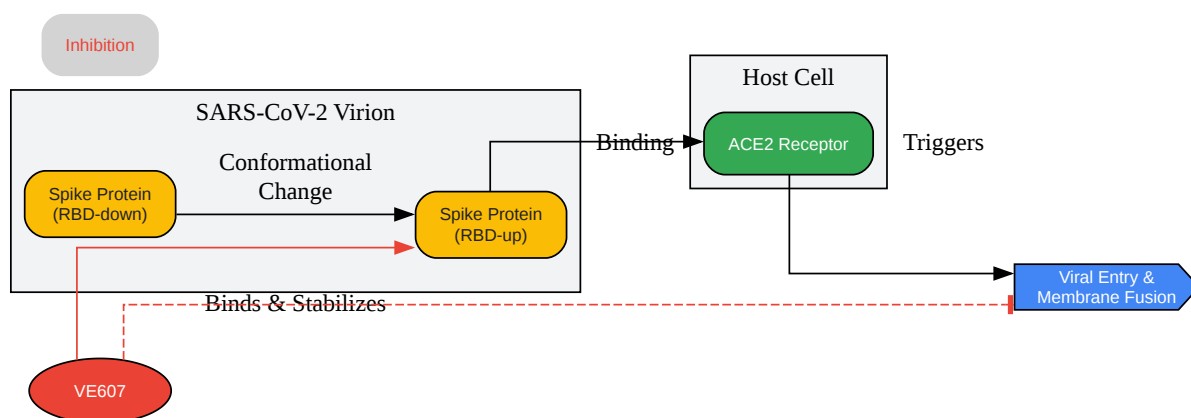 Inhibition
Host Cell
SARS-CoV-2 Virion
Binding
ACE2 Receptor
Triggers
Conformational
Change
Spike Protein
(RBD-down)
Spike Protein
(RBD-up)
Viral Entry &
Membrane Fusion
Binds & Stabilizes
VE607